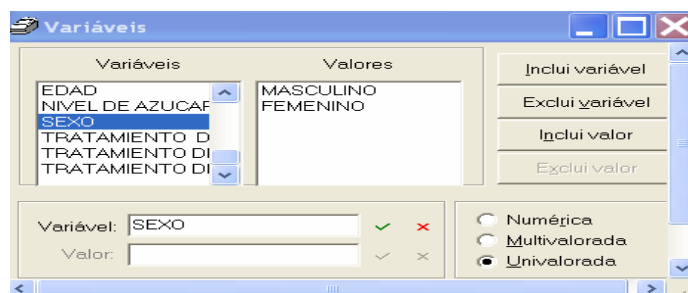 Variáveis
Variáveis
Valores
EDAD
NIVEL DE AZUCAF
SEXO
TRATAMIENTO D
TRATAMIENTO DI
TRATAMIENTO DI
MASCULINO
FEMENINO
Inclui variável
Exclui variável
Inclui valor
Exclui valor
Variável: SEXO
Valor:
Numérica
Multivalorada
Univalorada